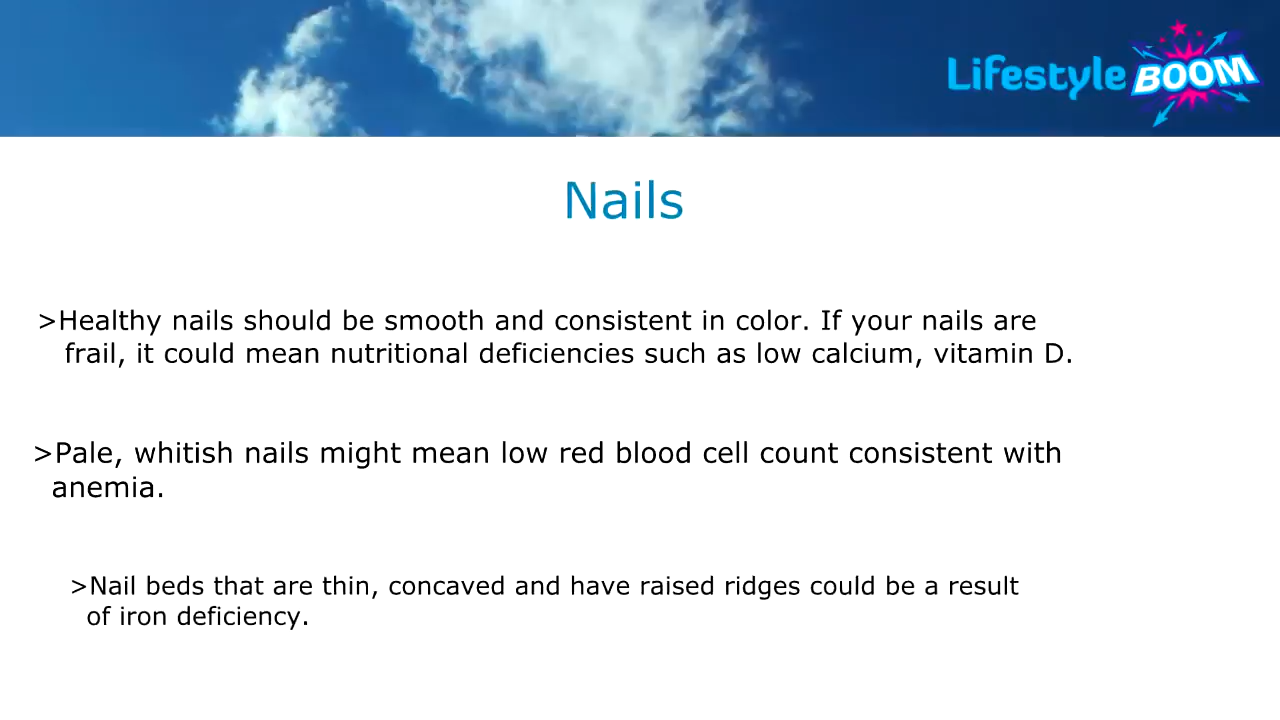 Lifestyle BOOM
Nails
>Healthy nails should be smooth and consistent in color. If your nails are
frail, it could mean nutritional deficiencies such as low calcium, vitamin D.
>Pale, whitish nails might mean low red blood cell count consistent with
anemia.
>Nail beds that are thin, concaved and have raised ridges could be a result
of iron deficiency.